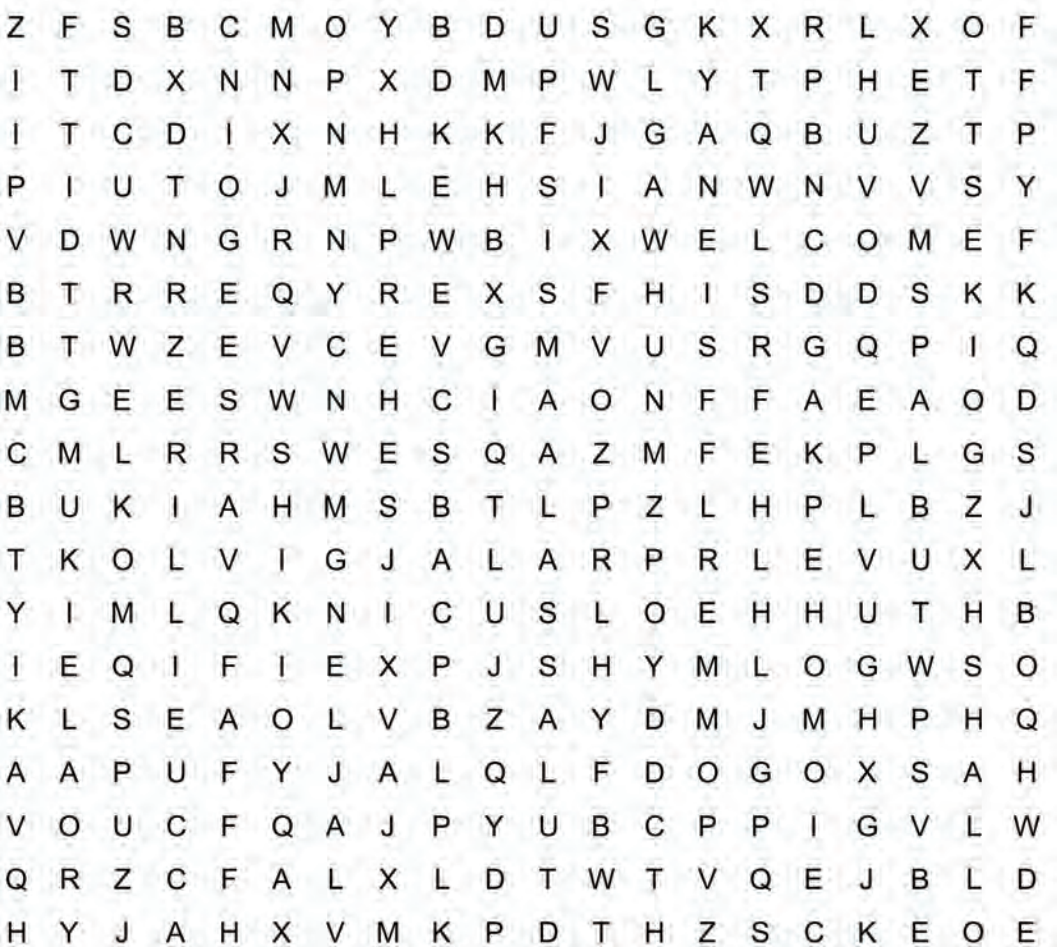 Z F S B C M O Y B D U S G K X R L X O F
I T D X N N P X D M P W L Y T P H E T F
I T C D I X N H K K F J G A Q B U Z T P
P I U T O J M L E H S I A N W N V V S Y
V D W N G R N P W B I X W E L C O M E F
B T R R E Q Y R E X S F H I S D D S K K
B T W Z E V C E V G M V U S R G Q P I Q
M G E E S W N H C I A O N F F A E A O D
C M L R R S W E S Q A Z M F E K P L G S
B U K I A H M S B T L P Z L H P L B Z J
T K O L V I G J A L A R P R L E V U X L
Y I M L Q K N I C U S L O E H H U T H B
I E Q I F I E X P J S H Y M L O G W S O
K L S E A O L V B Z A Y D M J M H P H Q
A A P U F Y J A L Q L F D O G O X S A H
V O U C F Q A J P Y U B C P P I G V L W
Q R Z C F A L X L D T W T V Q E J B L D
H Y J A H X V M K P D T H Z S C K E O E